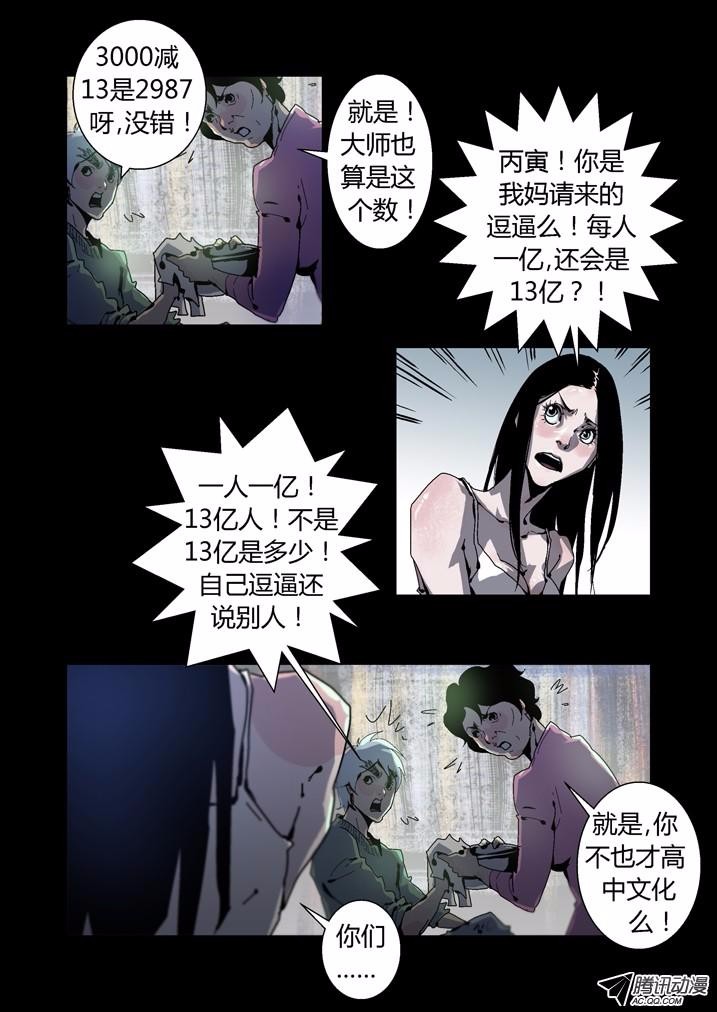 3000减
13是2987
呀,没错！
就是！
大师也
算是这
个数！
丙寅！你是
我妈请来的
逗逼么！每人
一亿,还会是
13亿？！
一人一亿！
13亿人！不是
13亿是多少！
自己逗逼还
说别人！
就是,你
不也才高
中文化
么！
你们
……
腾讯动漫